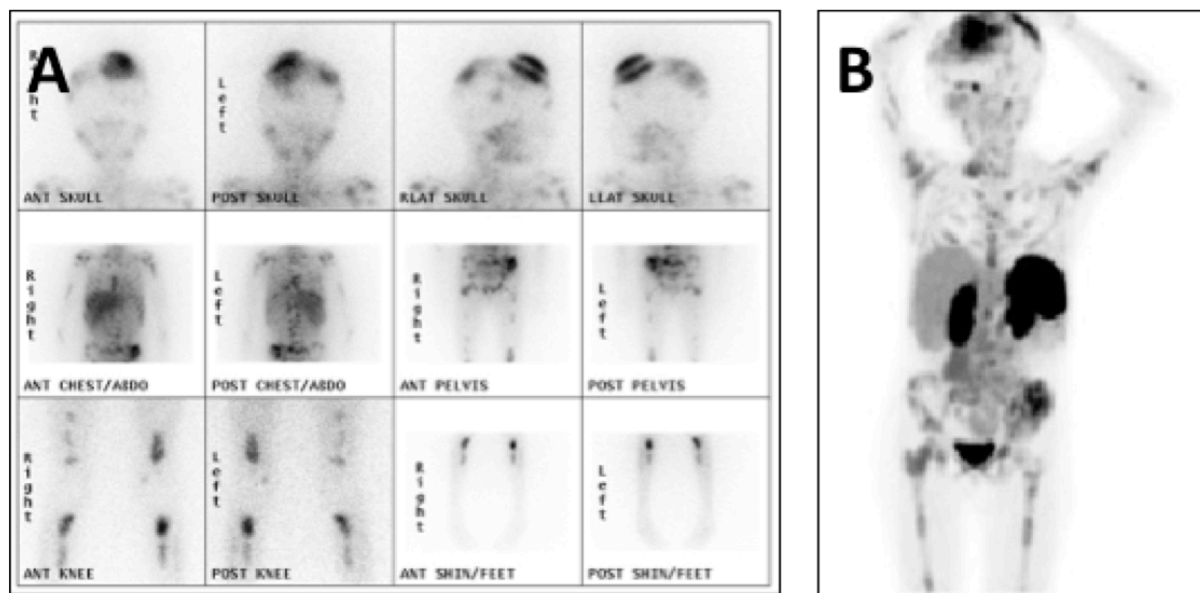 A
B
Right
Left
ANT SKULL
POST SKULL
RLAT SKULL
LLAT SKULL
Right
Left
Right
Left
ANT CHEST/ABDO
POST CHEST/ABDO
ANT PELVIS
POST PELVIS
Right
Left
Right
Left
ANT KNEE
POST KNEE
ANT SHIN/FEET
POST SHIN/FEET